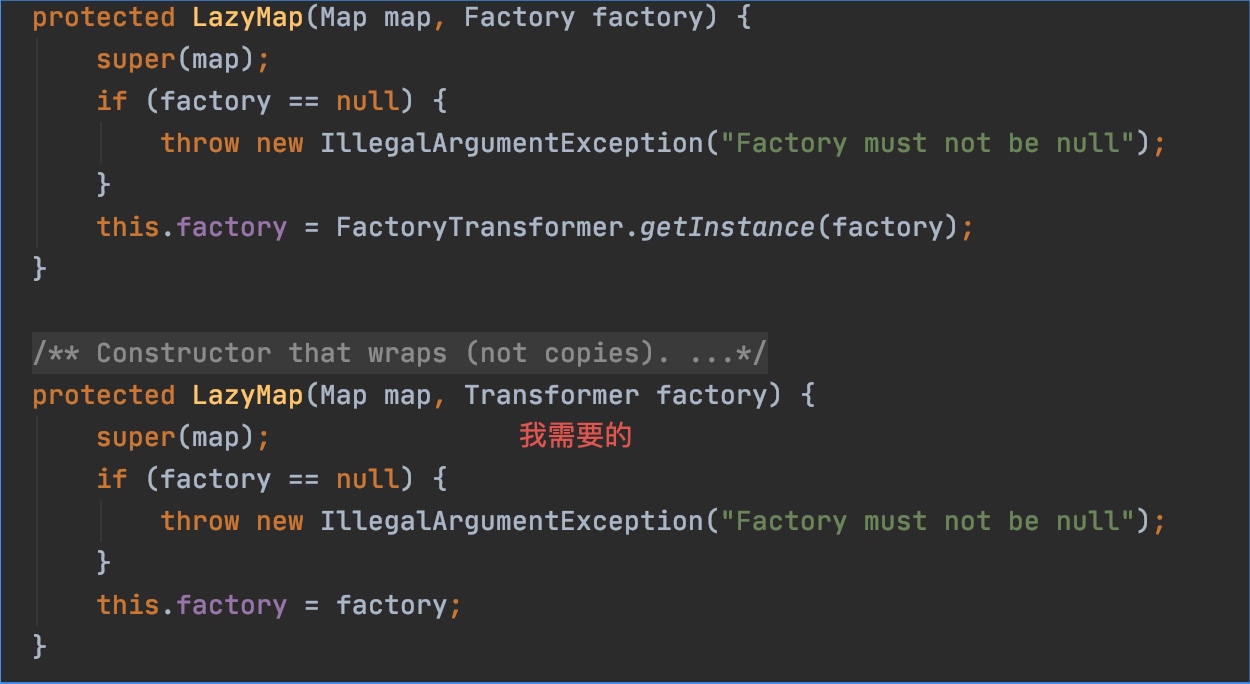 protected LazyMap(Map map, Factory factory) {
super(map);
if (factory == null) {
throw new IllegalArgumentException("Factory must not be null");
}
this.factory = FactoryTransformer.getInstance(factory);
}
/** Constructor that wraps (not copies). ...*/
protected LazyMap(Map map, Transformer factory) {
super(map);
我需要的
if (factory == null) {
throw new IllegalArgumentException("Factory must not be null");
}
this.factory = factory;
}